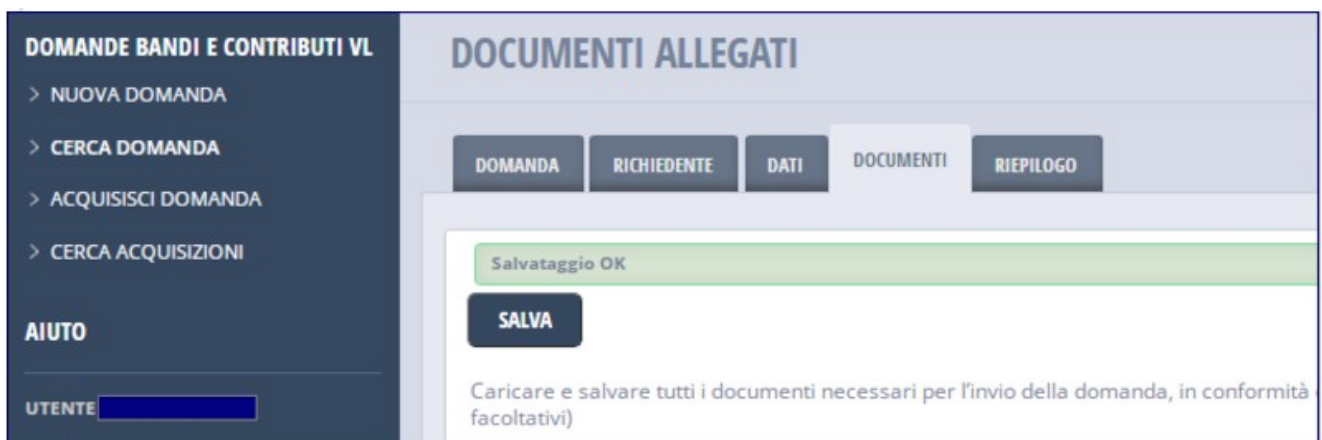 DOMANDE BANDI E CONTRIBUTI VL
> NUOVA DOMANDA
> CERCA DOMANDA
> ACQUISISCI DOMANDA
> CERCA ACQUISIZIONI
AIUTO
UTENTE
DOCUMENTI ALLEGATI
DOMANDA RICHIEDENTE DATI DOCUMENTI RIEPILOGO
Salvataggio OK
SALVA
Caricare e salvare tutti i documenti necessari per l'invio della domanda, in conformità
facoltativi)